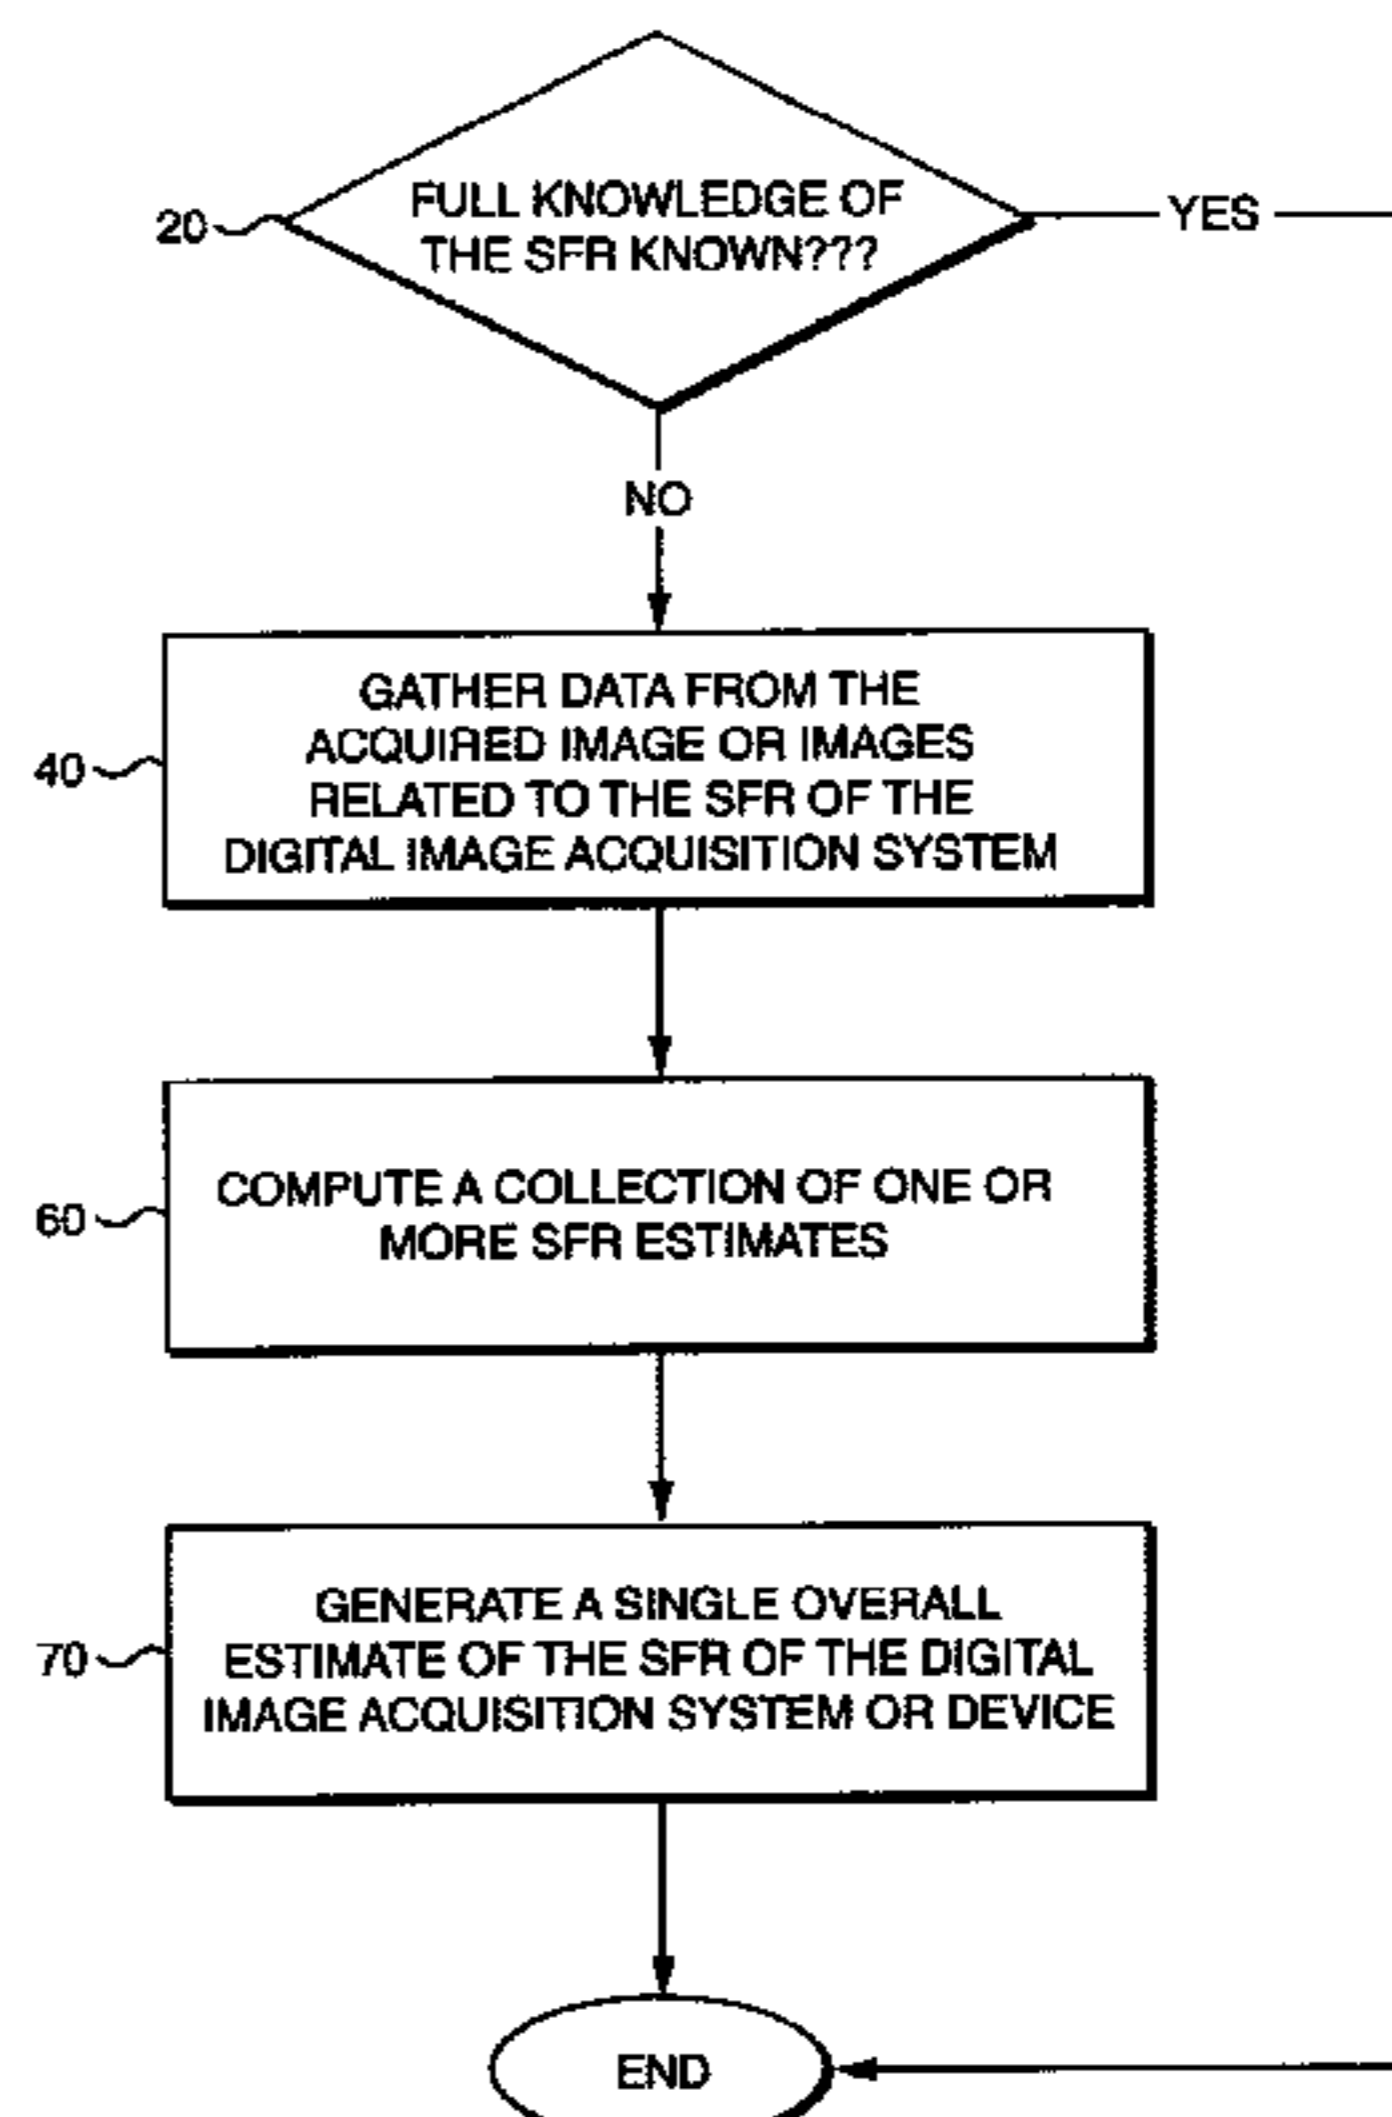 FULL KNOWLEDGE OF
THE SFR KNOWN???
20
YES
NO
GATHER DATA FROM THE
ACQUIRED IMAGE OR IMAGES
RELATED TO THE SFR OF THE
DIGITAL IMAGE ACQUISITION SYSTEM
40
COMPUTE A COLLECTION OF ONE OR
MORE SFR ESTIMATES
60
GENERATE A SINGLE OVERALL
ESTIMATE OF THE SFR OF THE DIGITAL
IMAGE ACQUISITION SYSTEM OR DEVICE
70
END